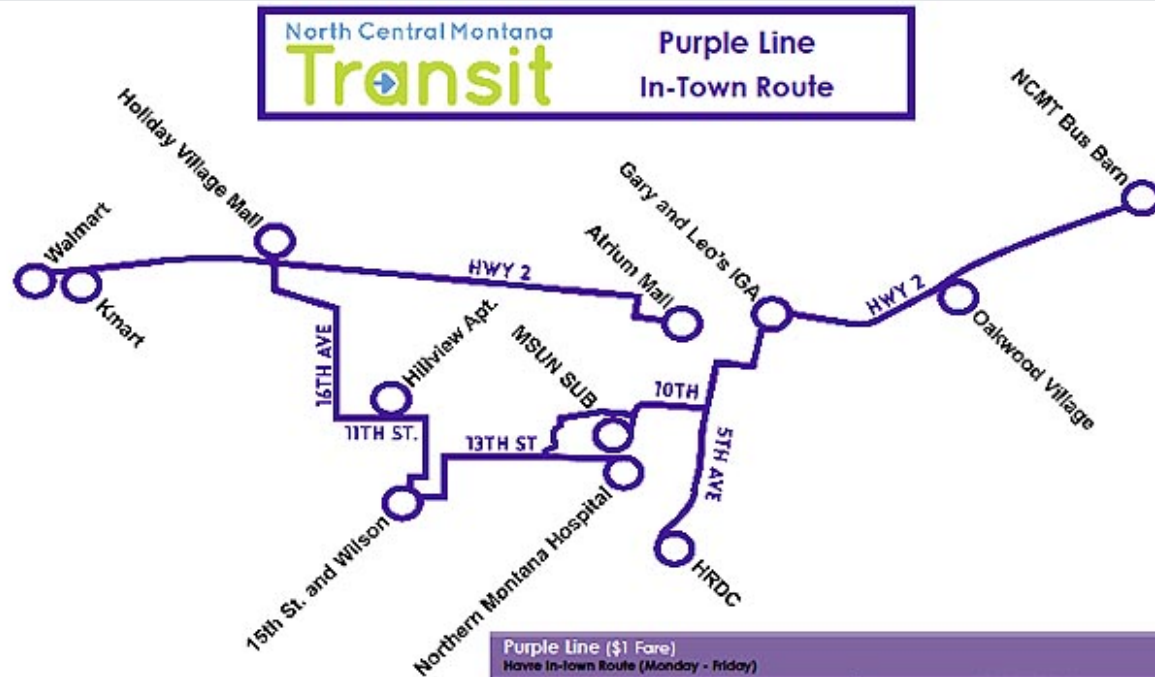 North Central Montana
Transit
Purple Line
In-Town Route
NCMT Bus Barn
Holiday Village Mall
Gary and Leo's IGA
Walmart
Atrium Mall
HWY 2
HWY 2
Kmart
Oakwood Village
16TH AVE
Hillview Apt.
MSUN SUB
10TH
11TH ST.
13TH ST
5TH AVE
15th St. and Wilson
Northern Montana Hospital
HRDC
Purple Line ($1 Fare)
Havre In-town Route (Monday - Friday)